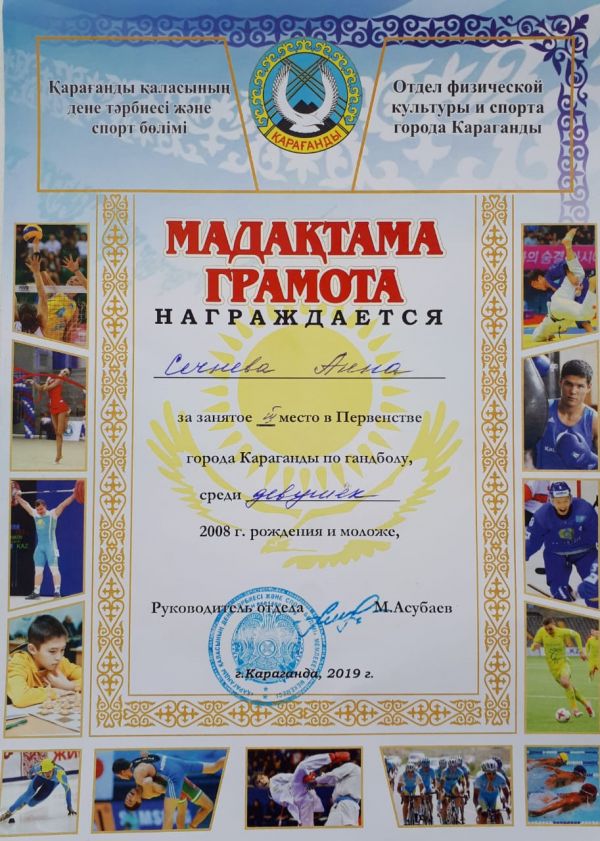 Қарағанды қаласының
дене тәрбиесі және
спорт бөлімі
ҚАРАҒАНДЫ
Отдел физической
культуры и спорта
города Караганды
МАДАҚТАМА
ГРАМОТА
НАГРАЖДАЕТСЯ
Сечнева Анна
за занятое место в Первенстве
города Караганды по гандболу,
среди девушек
2008 г. рождения и моложе,
Руководитель отдела М.Асубаев
г.Караганда, 2019 г.